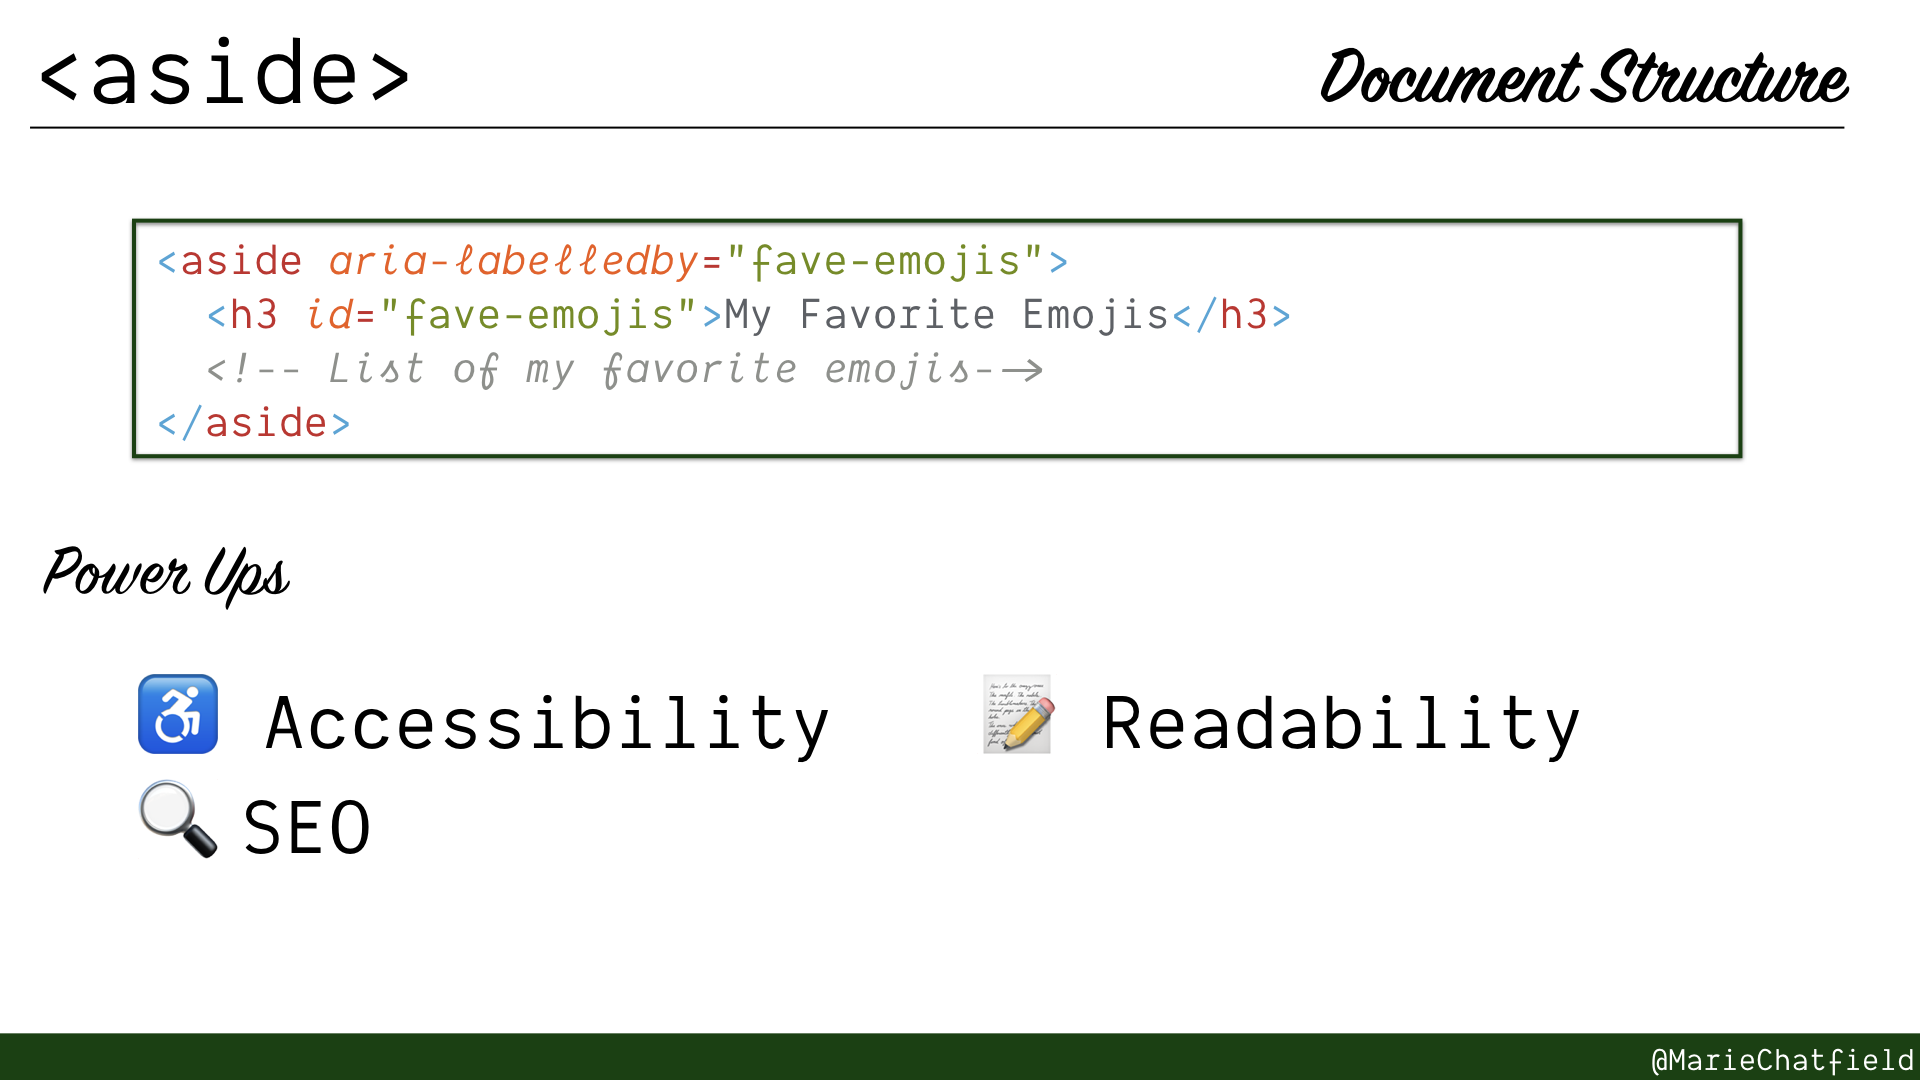 <aside>
Document Structure
<aside aria-labelledby="fave-emojis">
<h3 id="fave-emojis">My Favorite Emojis</h3>
<!-- List of my favorite emojis-->
</aside>
Power Ups
Accessibility
Readability
SEO
@MarieChatfield